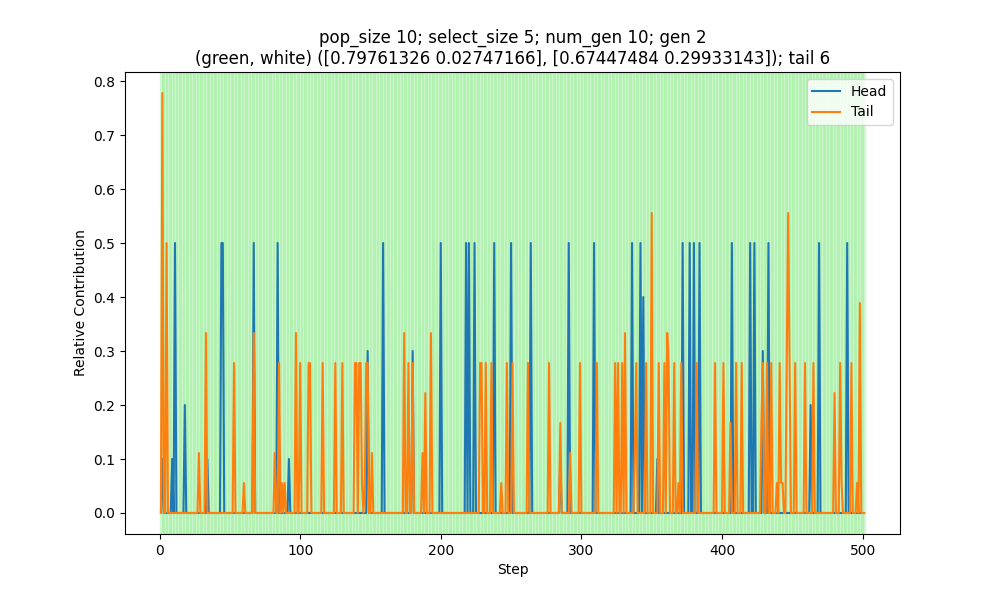 pop_size 10; select_size 5; num_gen 10; gen 2
(green, white) ([0.79761326 0.02747166], [0.67447484 0.29933143]); tail 6
Head
Tail
Relative Contribution
0.8
0.7
0.6
0.5
0.4
0.3
0.2
0.1
0.0
0
100
200
300
400
500
Step